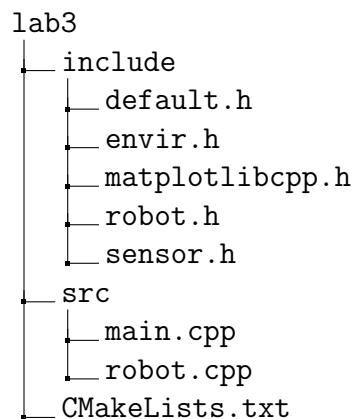 lab3
include
default.h
envir.h
matplotlibcpp.h
robot.h
sensor.h
src
main.cpp
robot.cpp
CMakeLists.txt